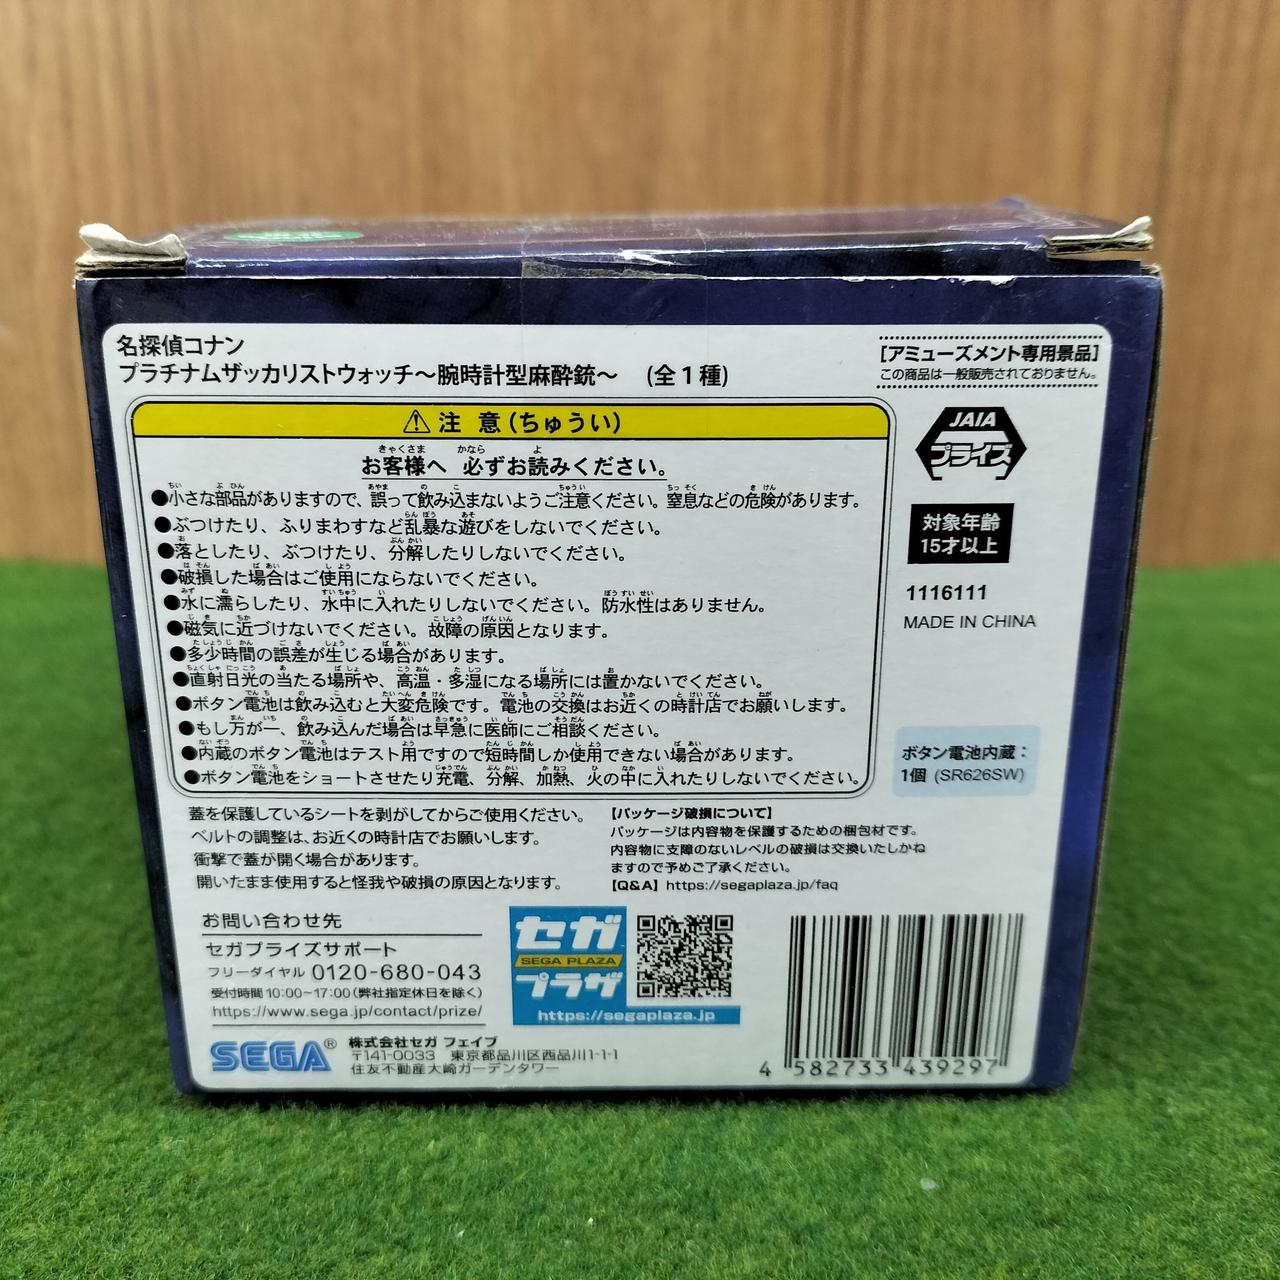 名探偵コナン
プラチナムザッカリストウォッチ～腕時計型麻酔銃～ (全1種)
[アミューズメント専用景品]
この商品は一般販売されておりません。
⚠注 意(ちゅうい)
お客様へ 必ずお読みください。
●小さな部品がありますので、誤って飲み込まないようご注意ください。窒息などの危険があります。
●ぶつけたり、ふりまわすなど乱暴な遊びをしないでください。
●落としたり、ぶつけたり、分解したりしないでください。
●破損した場合はご使用にならないでください。
●水に濡らしたり、水中に入れたりしないでください。防水性はありません。
●磁気に近づけないでください。故障の原因となります。
●多少時間の誤差が生じる場合があります。
●直射日光の当たる場所や、高温・多湿になる場所には置かないでください。
●ボタン電池は飲み込むと大変危険です。電池の交換はお近くの時計店でお願いします。
●もし万が一、飲み込んだ場合は早急に医師にご相談ください。
●内蔵のボタン電池はテスト用ですので短時間しか使用できない場合があります。
●ボタン電池をショートさせたり充電、分解、加熱、火の中に入れたりしないでください。
JAIA
プライズ
対象年齢
15才以上
1116111
MADE IN CHINA
ボタン電池内蔵：
1個 (SR626SW)
蓋を保護しているシートを剥がしてからご使用ください。
ベルトの調整は、お近くの時計店でお願いします。
衝撃で蓋が開く場合があります。
開いたまま使用すると怪我や破損の原因となります。
【パッケージ破損について】
パッケージは内容物を保護するための梱包材です。
内容物に支障のないレベルの破損は交換いたしかね
ますので予めご了承ください。
【Q&A】https://segaplaza.jp/faq
お問い合わせ先
セガプライズサポート
フリーダイヤル 0120-680-043
受付時間 10:00~17:00(弊社指定休日を除く)
https://www.sega.jp/contact/prize/
セガ
SEGA PLAZA
プラザ
https://segaplaza.jp
SEGA® 株式会社セガ フェイブ
〒141-0033 東京都品川区西品川1-1-1
住友不動産大崎ガーデンタワー
4 582733 439297